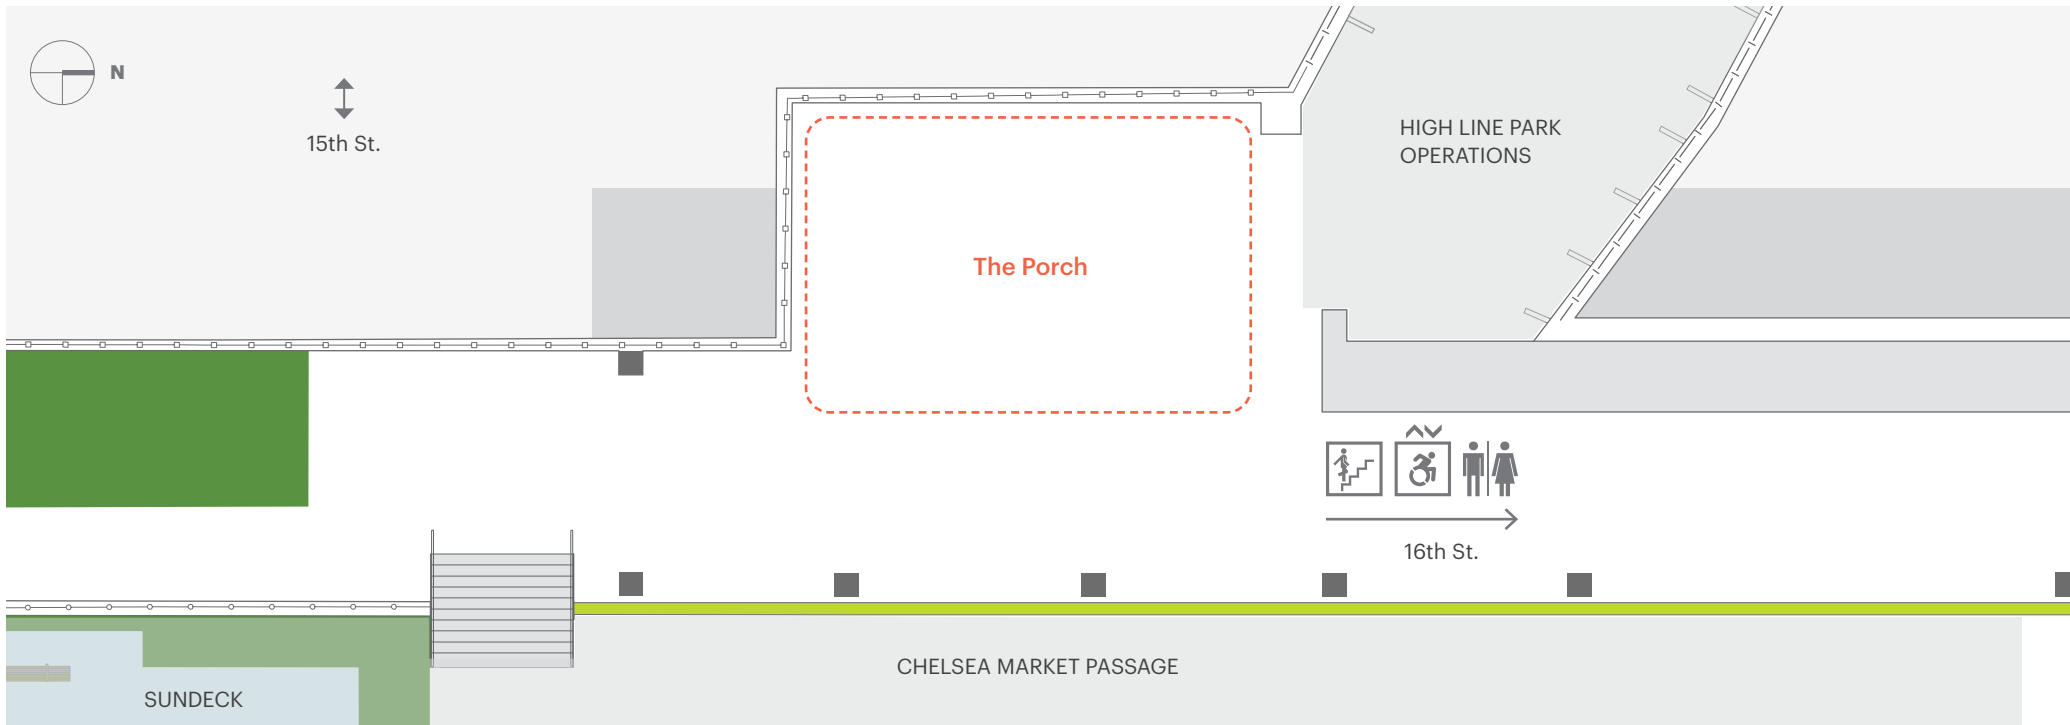 N
15th St.
HIGH LINE PARK
OPERATIONS
The Porch
16th St.
CHELSEA MARKET PASSAGE
SUNDECK